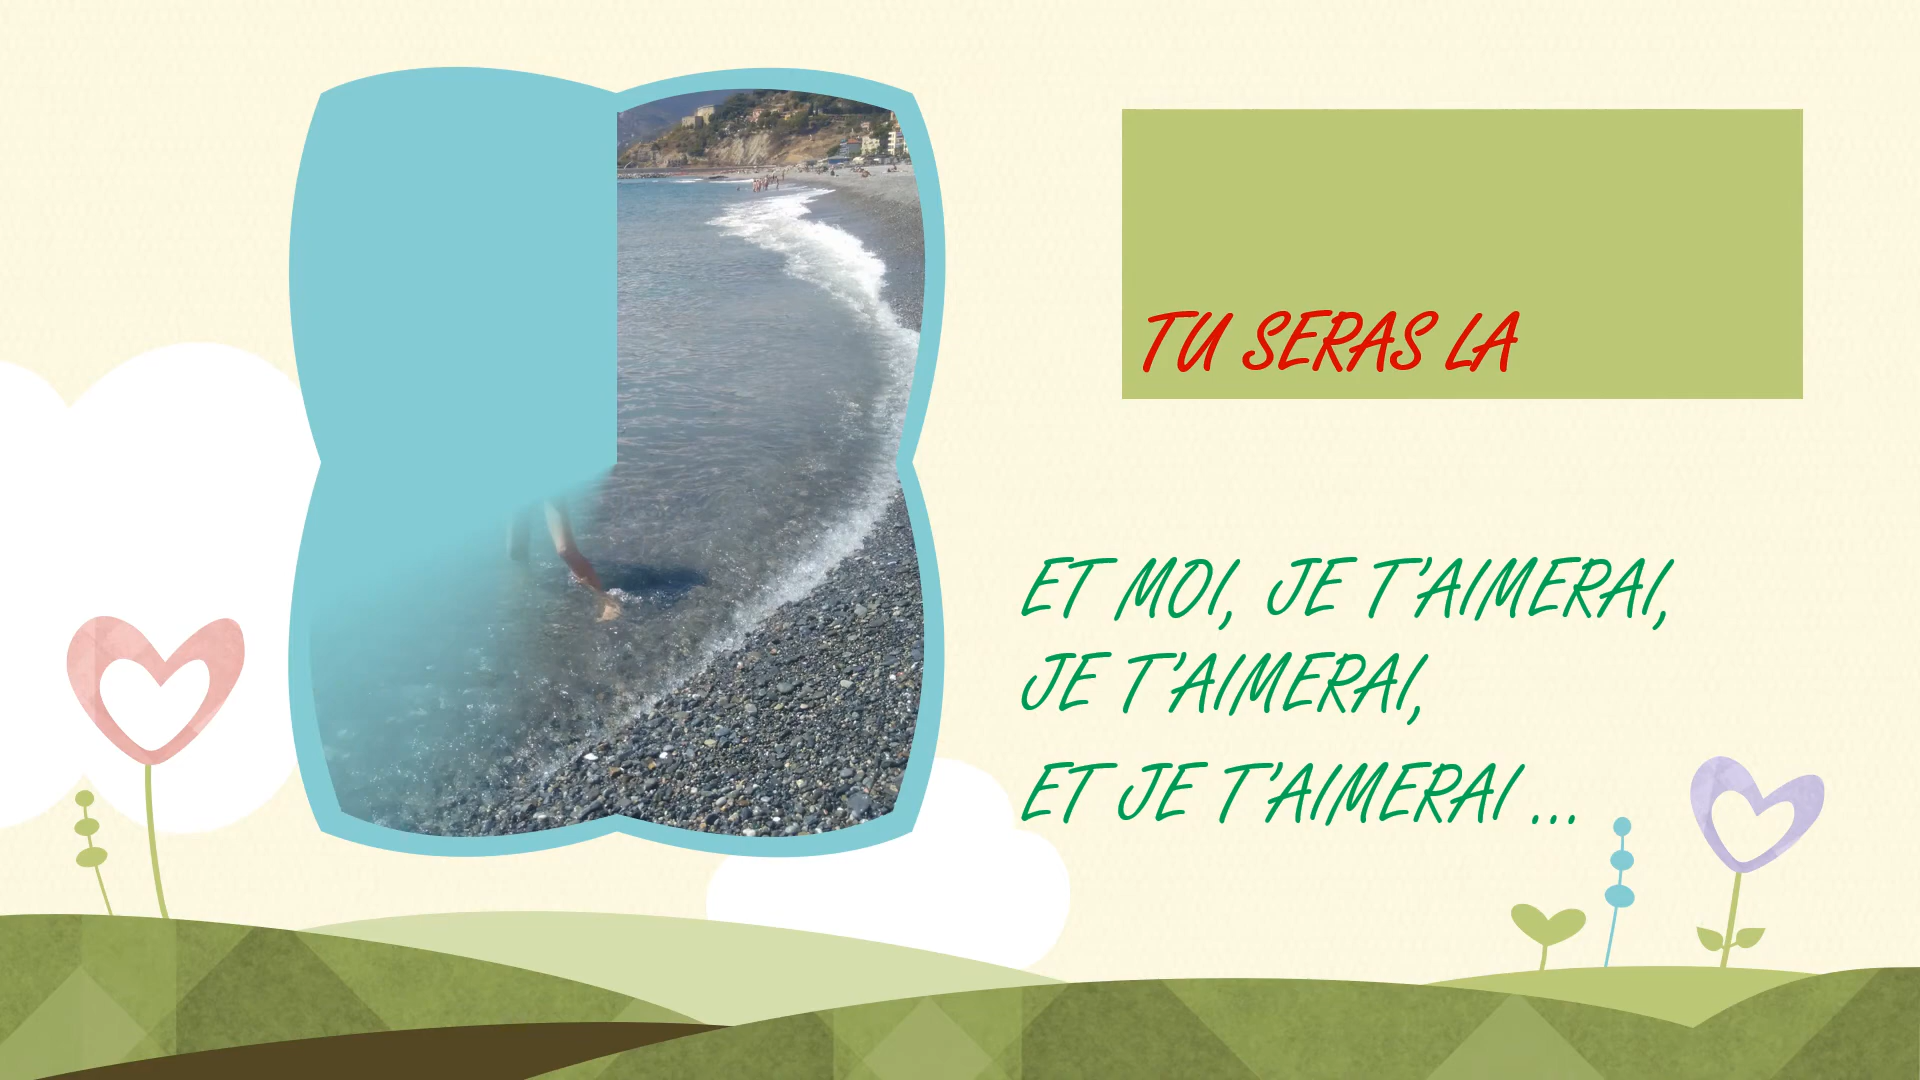 TU SERAS LA
ET MOI, JE T'AIMERAI,
JE T'AIMERAI,
ET JE T'AIMERAI ...